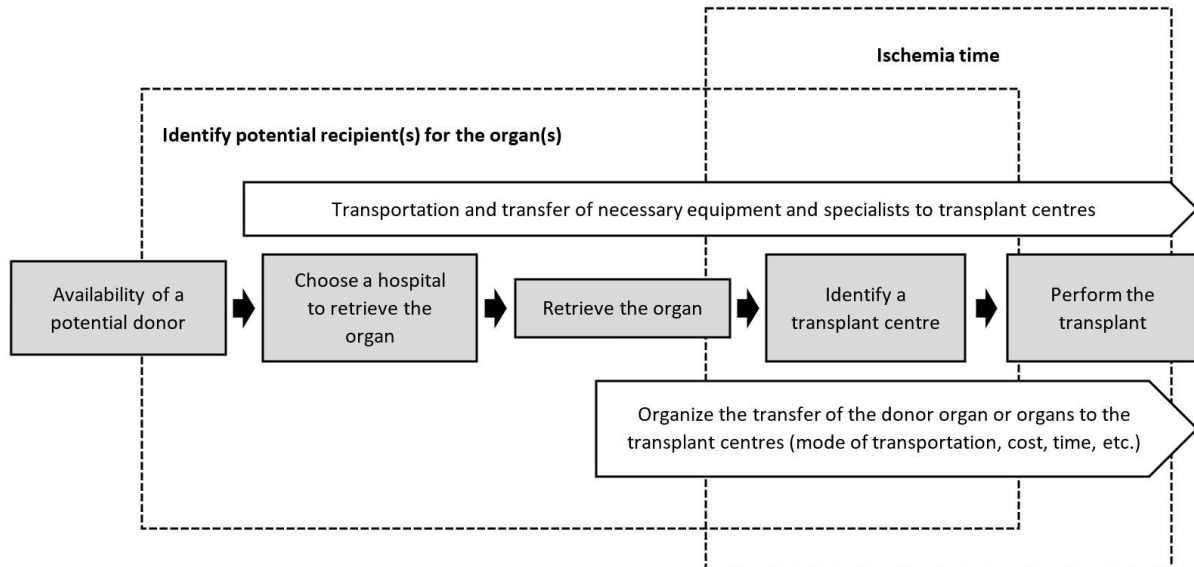 Ischemia time
Identify potential recipient(s) for the organ(s)
Transportation and transfer of necessary equipment and specialists to transplant centres
Availability of a
potential donor
Choose a hospital
to retrieve the
organ
Retrieve the organ
Identify a
transplant centre
Perform the
transplant
Organize the transfer of the donor organ or organs to the
transplant centres (mode of transportation, cost, time, etc.)